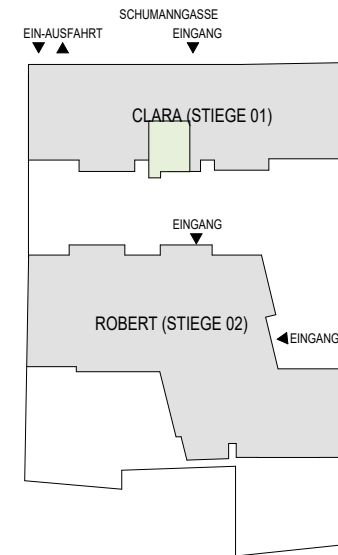 SCHUMANNGASSE
EIN-AUSFAHRT
EINGANG
CLARA (STIEGE 01)
EINGANG
ROBERT (STIEGE 02)
EINGANG